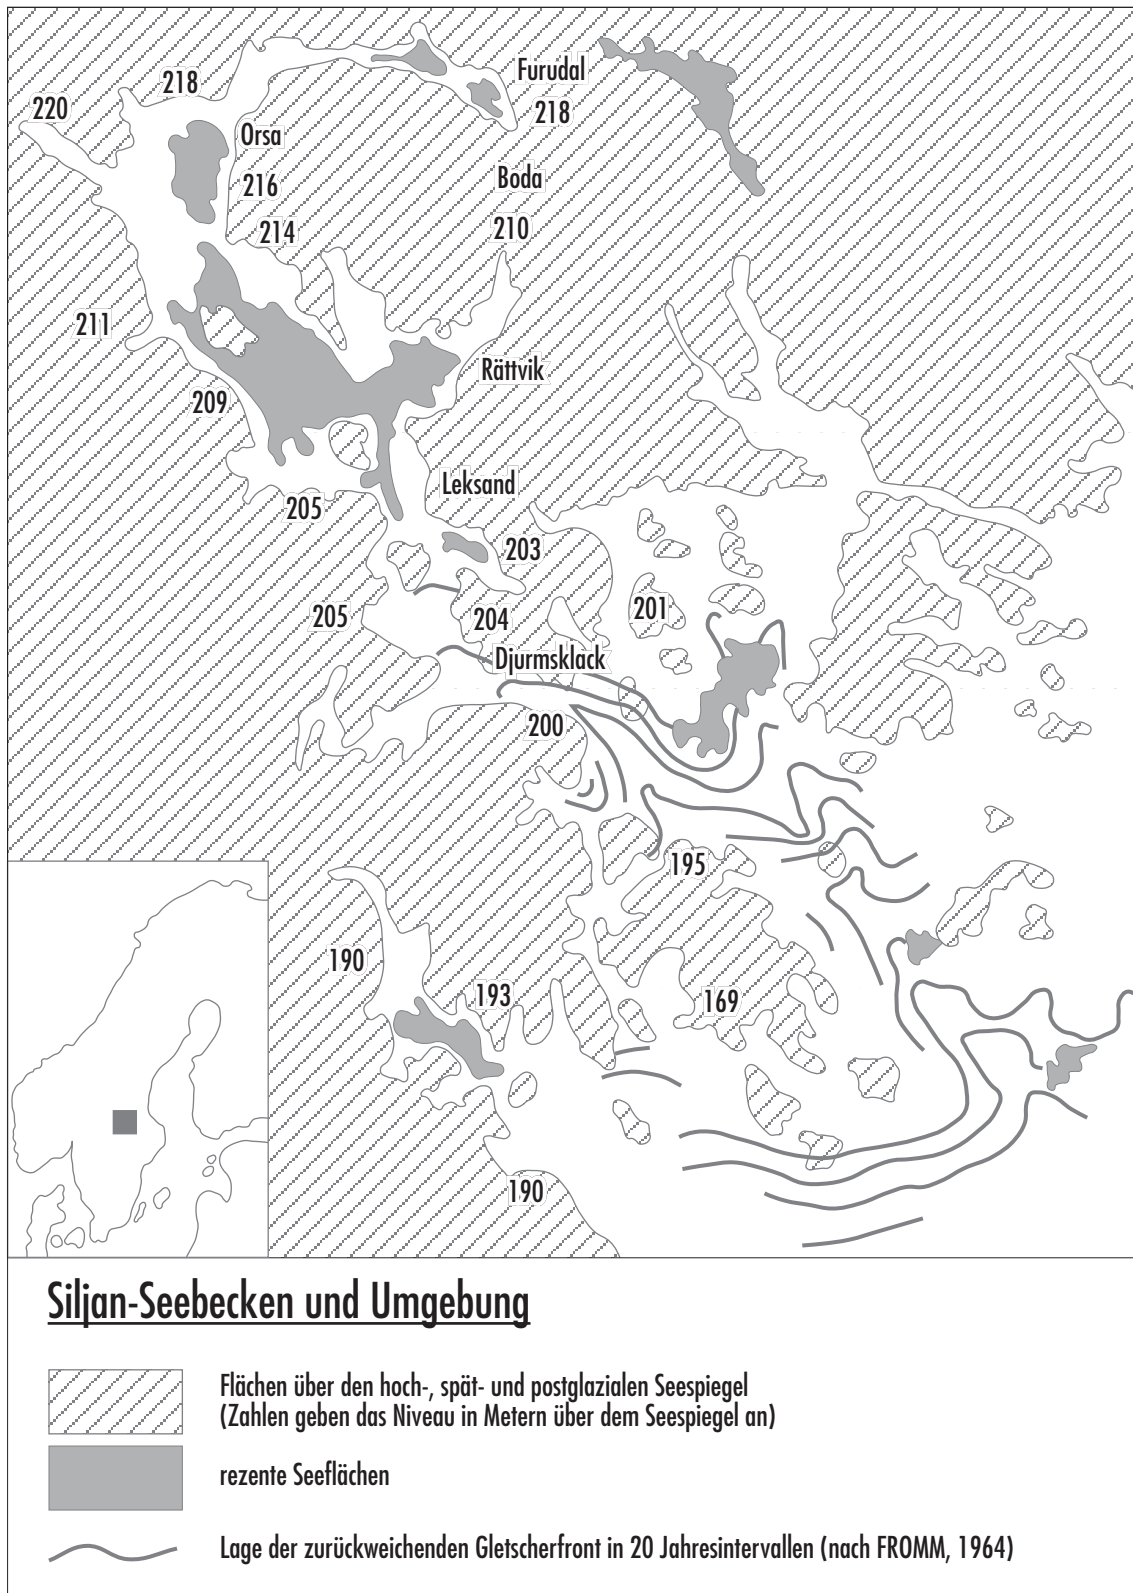 Furudal
218
220
218
Orsa
216
Boda
214
210
211
Rättvik
209
Leksand
205
203
201
205
204
Djurmsklack
200
195
190
193
169
190
Siljan-Seebecken und Umgebung
Flächen über den hoch-, spät- und postglazialen Seespiegel
(Zahlen geben das Niveau in Metern über dem Seespiegel an)
rezente Seeflächen
Lage der zurückweichenden Gletscherfront in 20 Jahresintervallen (nach FROMM, 1964)